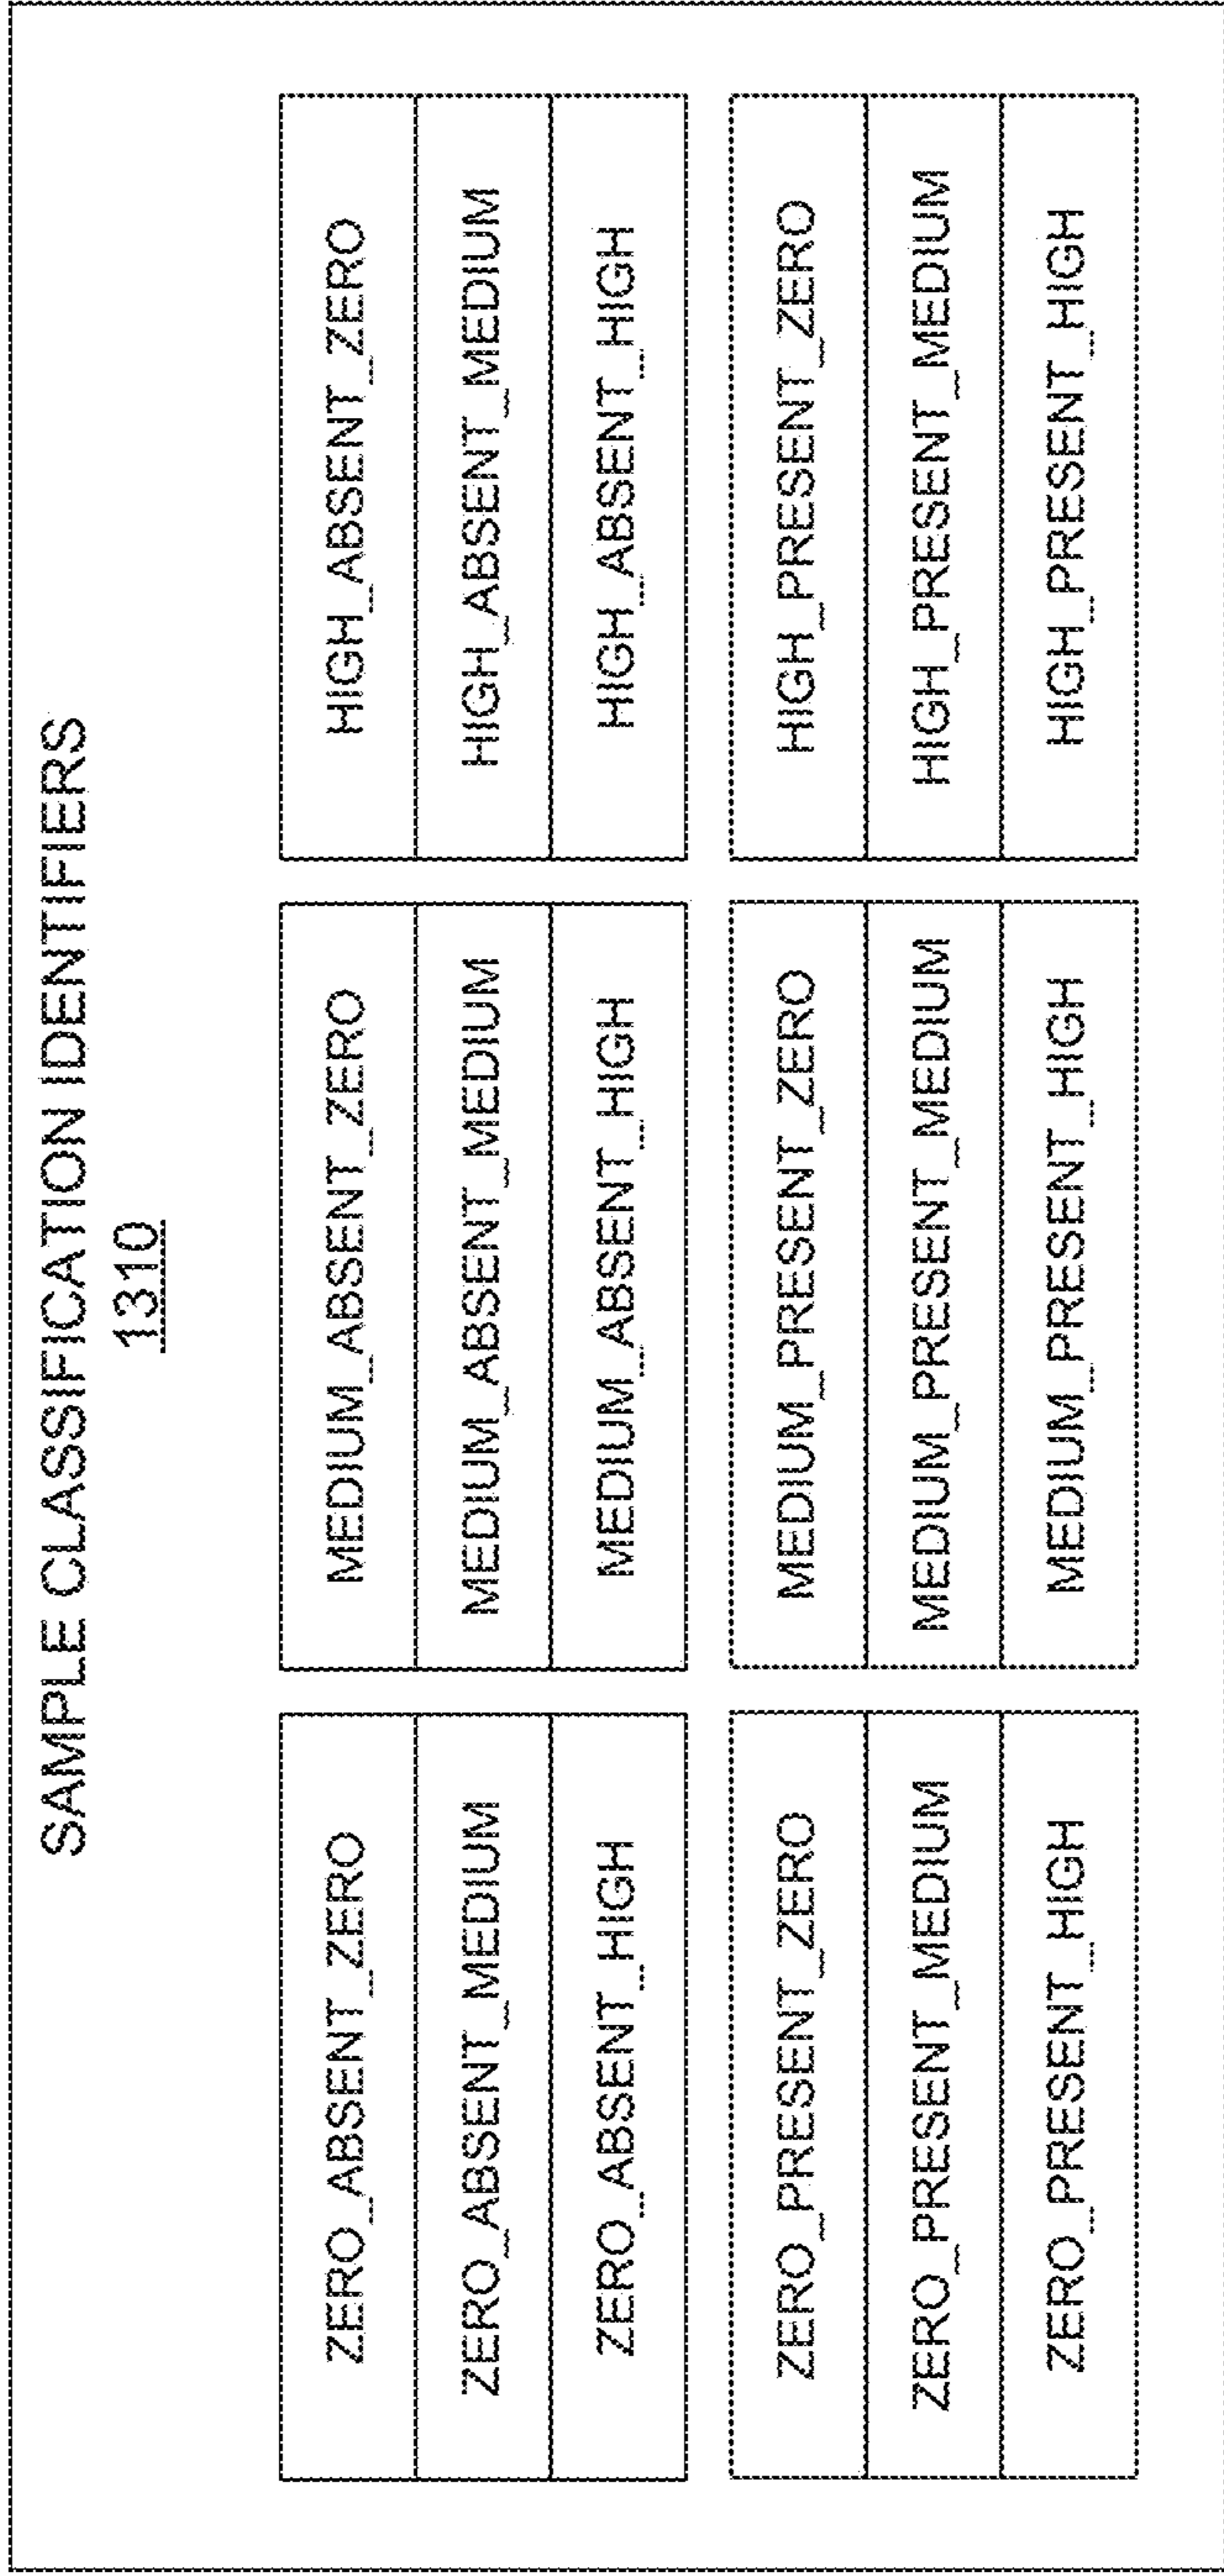 SAMPLE CLASSIFICATION IDENTIFIERS
1310
ZERO_ABSENT_ZERO
ZERO_ABSENT_MEDIUM
ZERO_ABSENT_HIGH
MEDIUM_ABSENT_ZERO
MEDIUM_ABSENT_MEDIUM
MEDIUM_ABSENT_HIGH
HIGH_ABSENT_ZERO
HIGH_ABSENT_MEDIUM
HIGH_ABSENT_HIGH
ZERO_PRESENT_ZERO
ZERO_PRESENT_MEDIUM
ZERO_PRESENT_HIGH
MEDIUM_PRESENT_ZERO
MEDIUM_PRESENT_MEDIUM
MEDIUM_PRESENT_HIGH
HIGH_PRESENT_ZERO
HIGH_PRESENT_MEDIUM
HIGH_PRESENT_HIGH